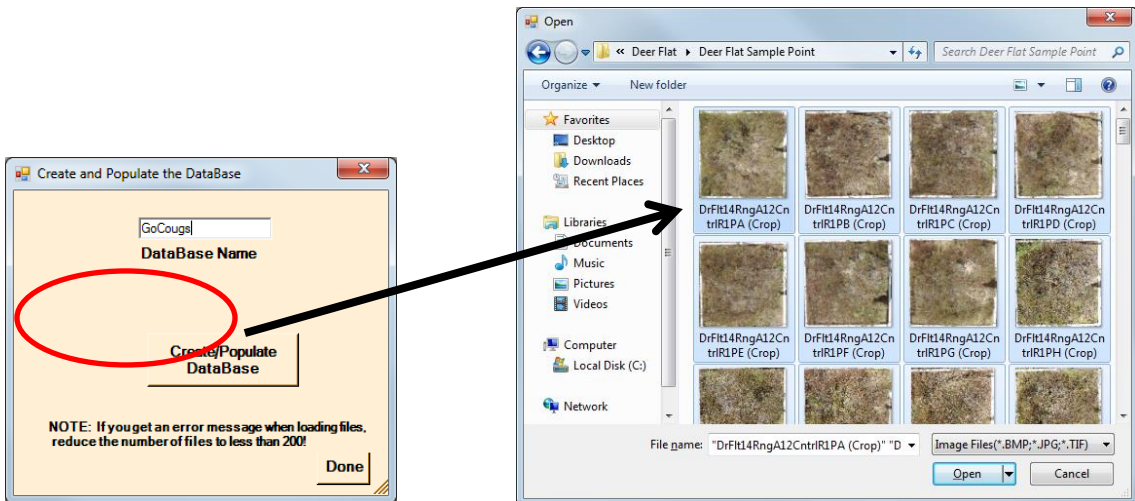 Create and Populate the DataBase
GoCougs
DataBase Name
Create/Populate
DataBase
NOTE: If you get an error message when loading files,
reduce the number of files to less than 200!
Done
Open
« Deer Flat Deer Flat Sample Point
Search Deer Flat Sample Point
Organize New folder
Favorites
Desktop
Downloads
Recent Places
Libraries
Documents
Music
Pictures
Videos
Computer
Local Disk (C:)
Network
DrFlt14RngA12Cn
trlR1PA (Crop)
DrFlt14RngA12Cn
trlR1PB (Crop)
DrFlt14RngA12Cn
trlR1PC (Crop)
DrFlt14RngA12Cn
trlR1PD (Crop)
DrFlt14RngA12Cn
trlR1PE (Crop)
DrFlt14RngA12Cn
trlR1PF (Crop)
DrFlt14RngA12Cn
trlR1PG (Crop)
DrFlt14RngA12Cn
trlR1PH (Crop)
File name: "DrFlt14RngA12CntrlR1PA (Crop)" "D
Image Files(*.BMP;*.JPG;*.TIF)
Open Cancel